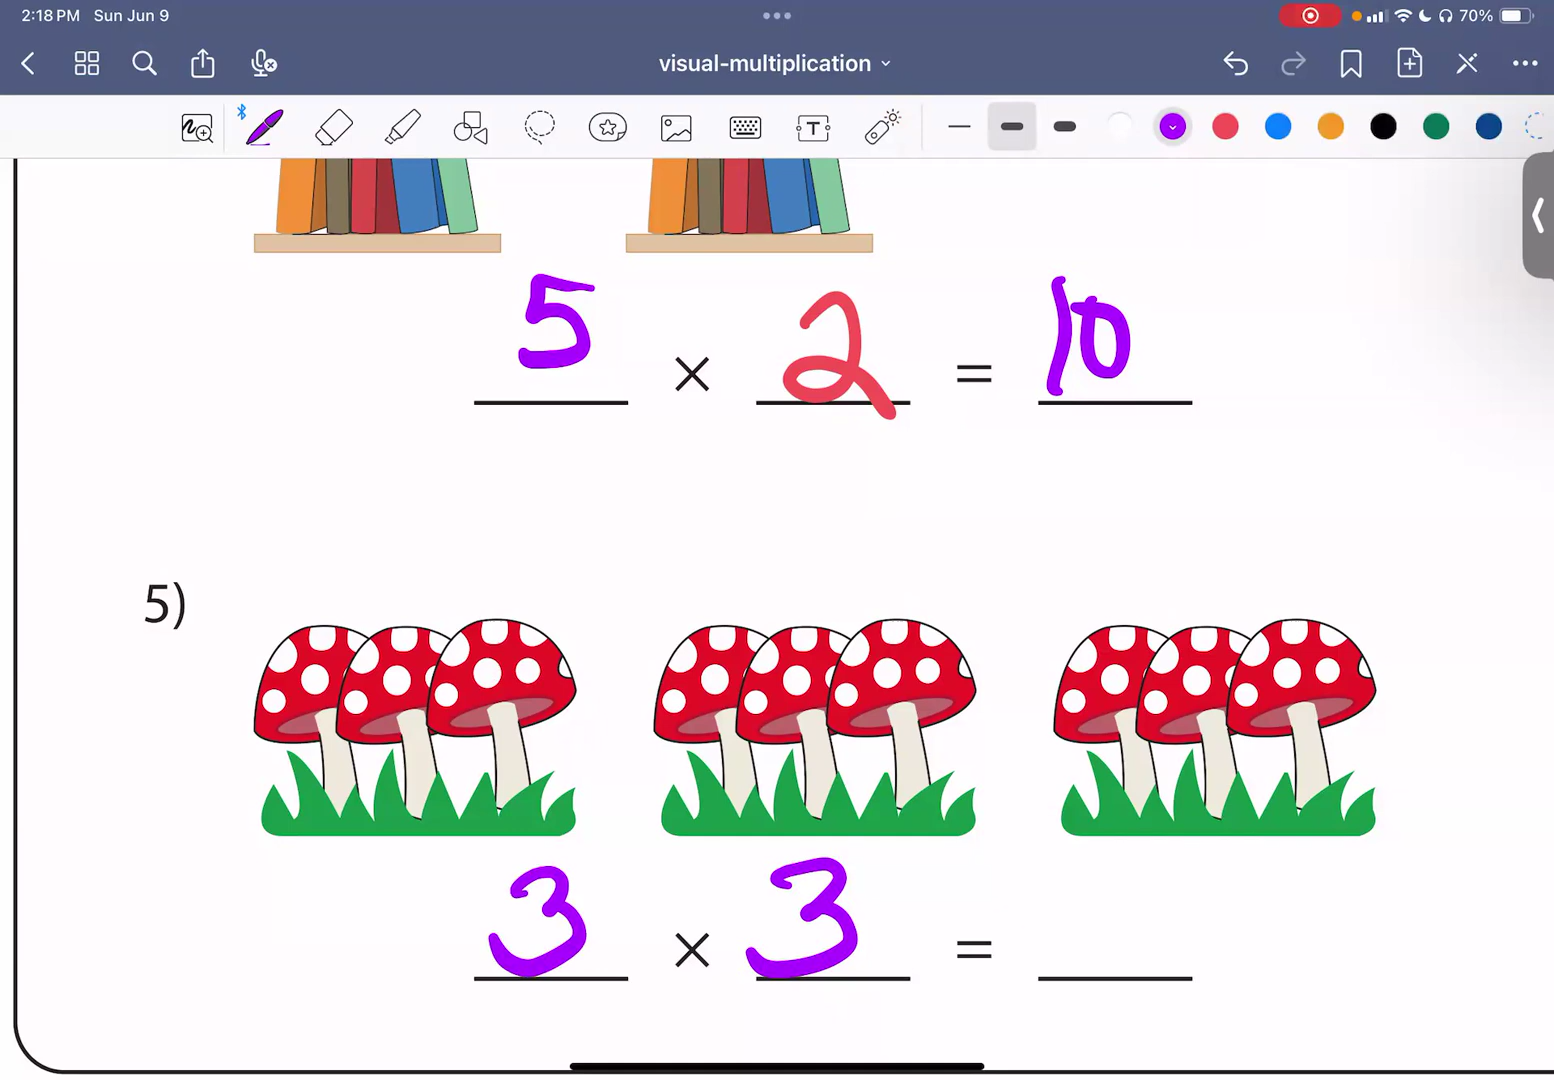 2:18 PM Sun Jun 9 70%
visual-multiplication
T
5 × 2 = 10
5)
3 × 3 =